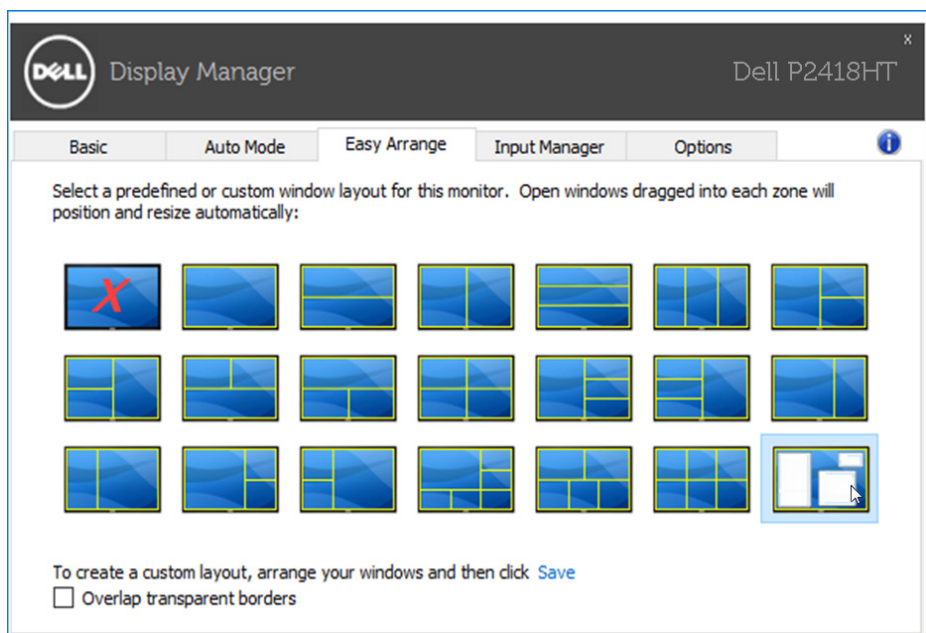 DELL Display Manager
x
Dell P2418HT
Basic Auto Mode Easy Arrange Input Manager Options i
Select a predefined or custom window layout for this monitor. Open windows dragged into each zone will
position and resize automatically:
X
To create a custom layout, arrange your windows and then click Save
Overlap transparent borders